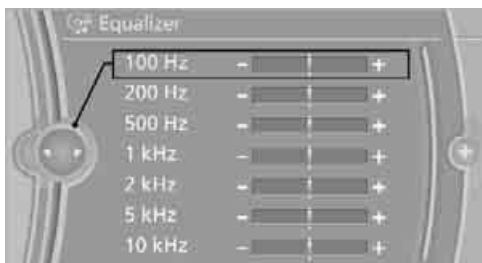 Equalizer
100 Hz - +
200 Hz - +
500 Hz - +
1 kHz - +
2 kHz - +
5 kHz - +
10 kHz - +